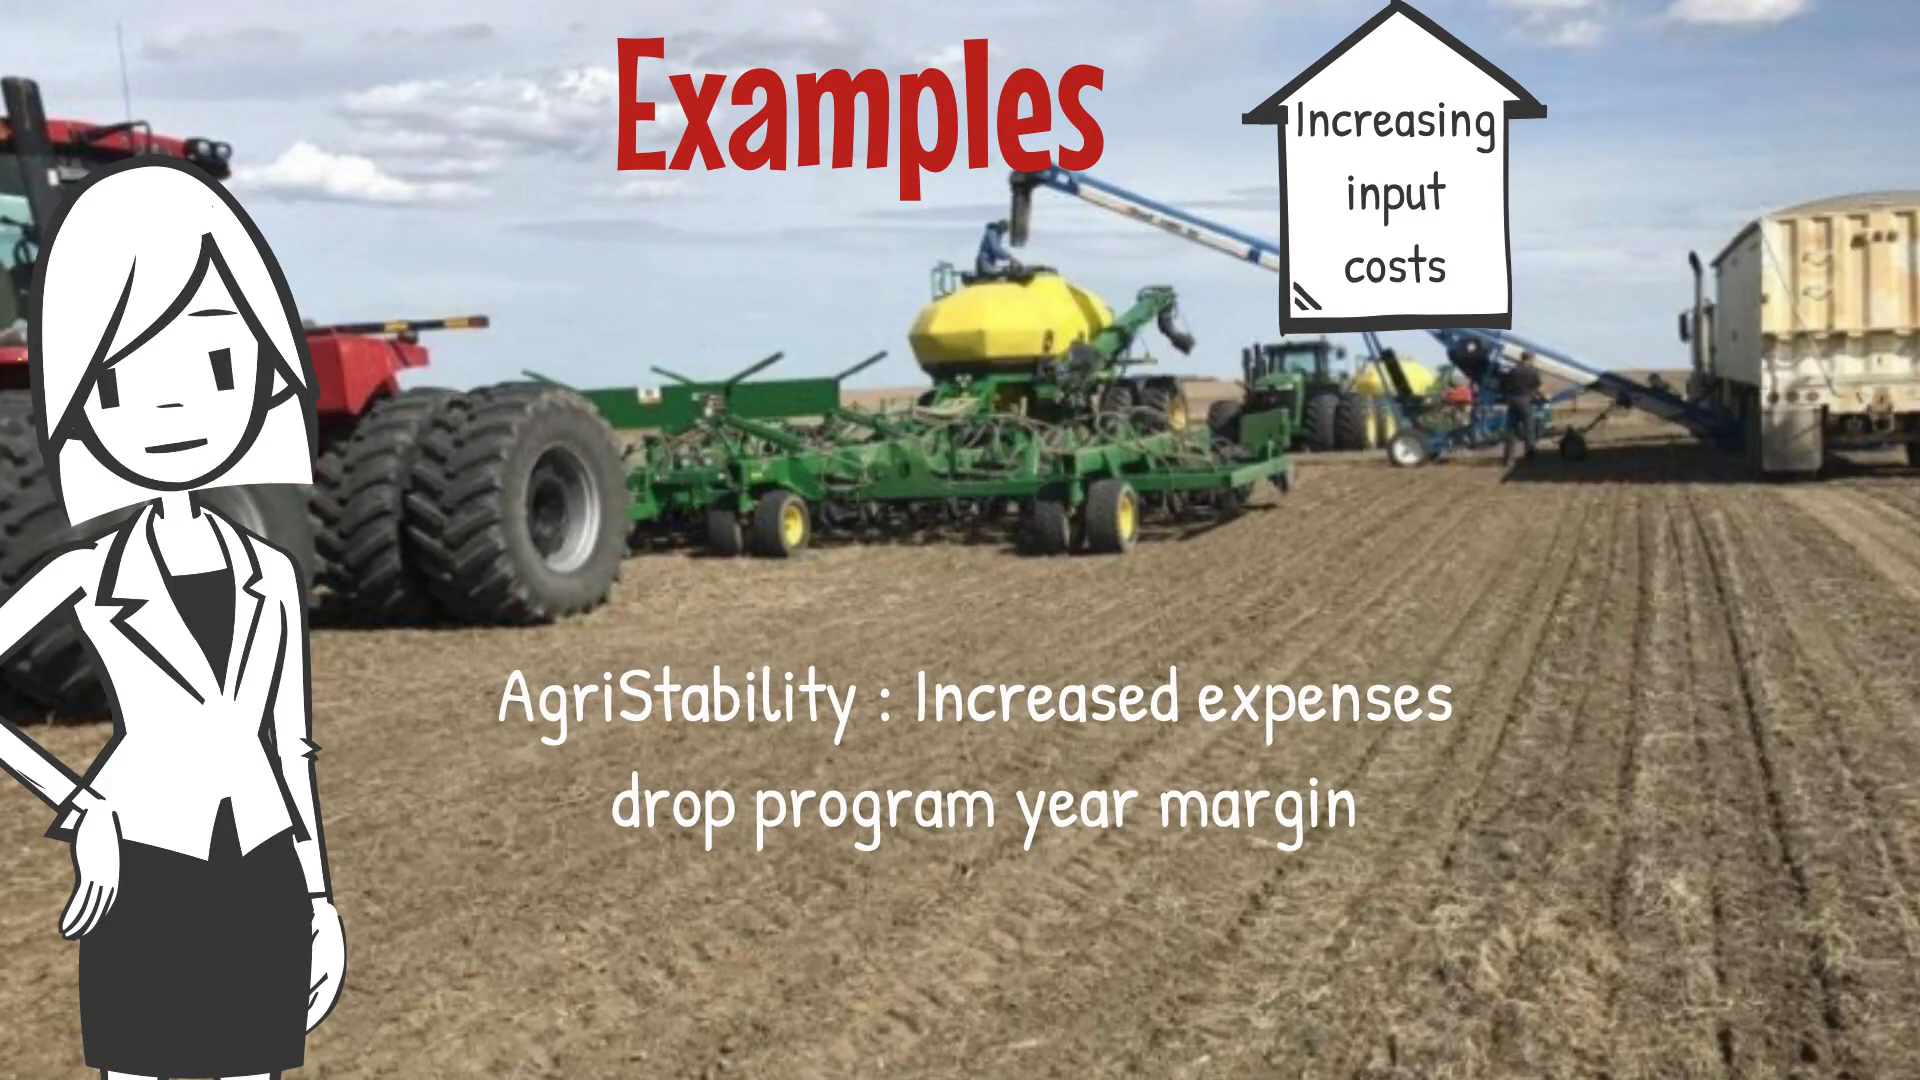 Examples
Increasing
input
costs
AgriStability : Increased expenses
drop program year margin